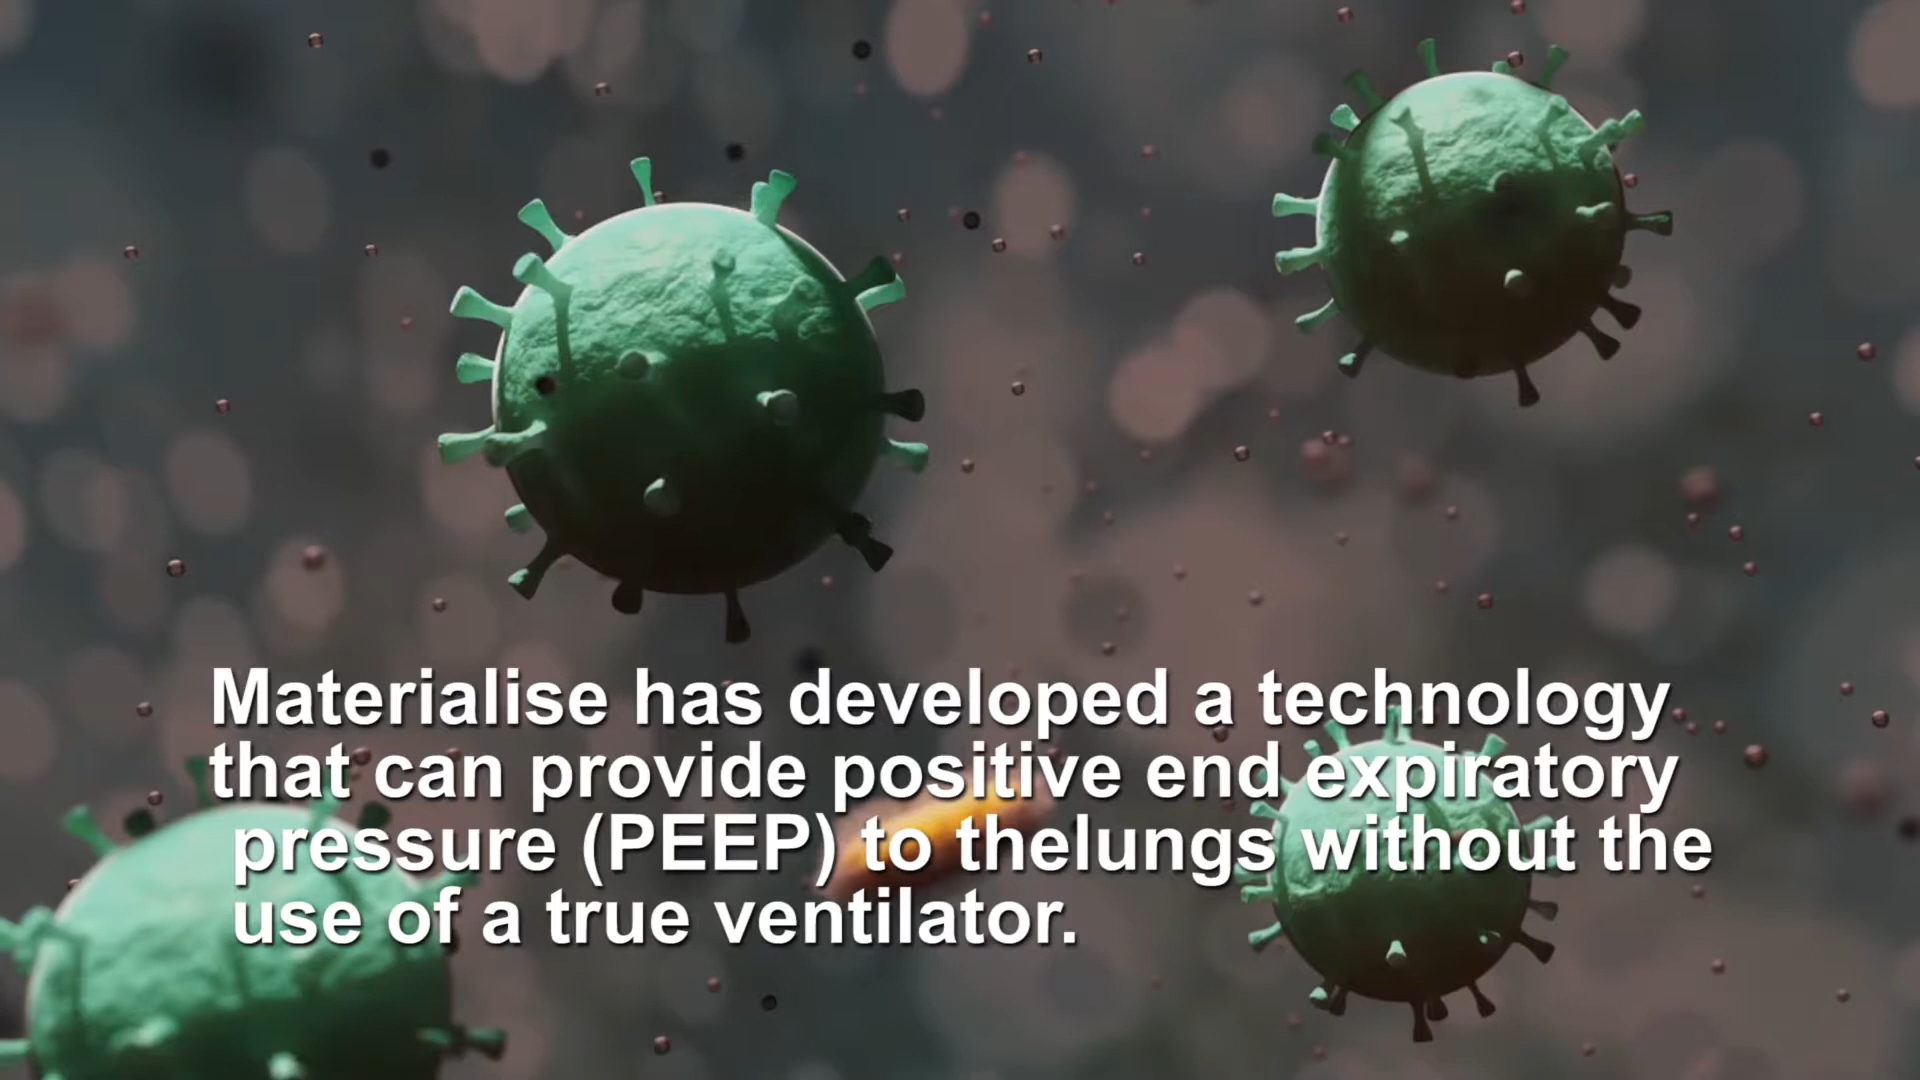 Materialise has developed a technology
that can provide positive end expiratory
pressure (PEEP) to thelungs without the
use of a true ventilator.